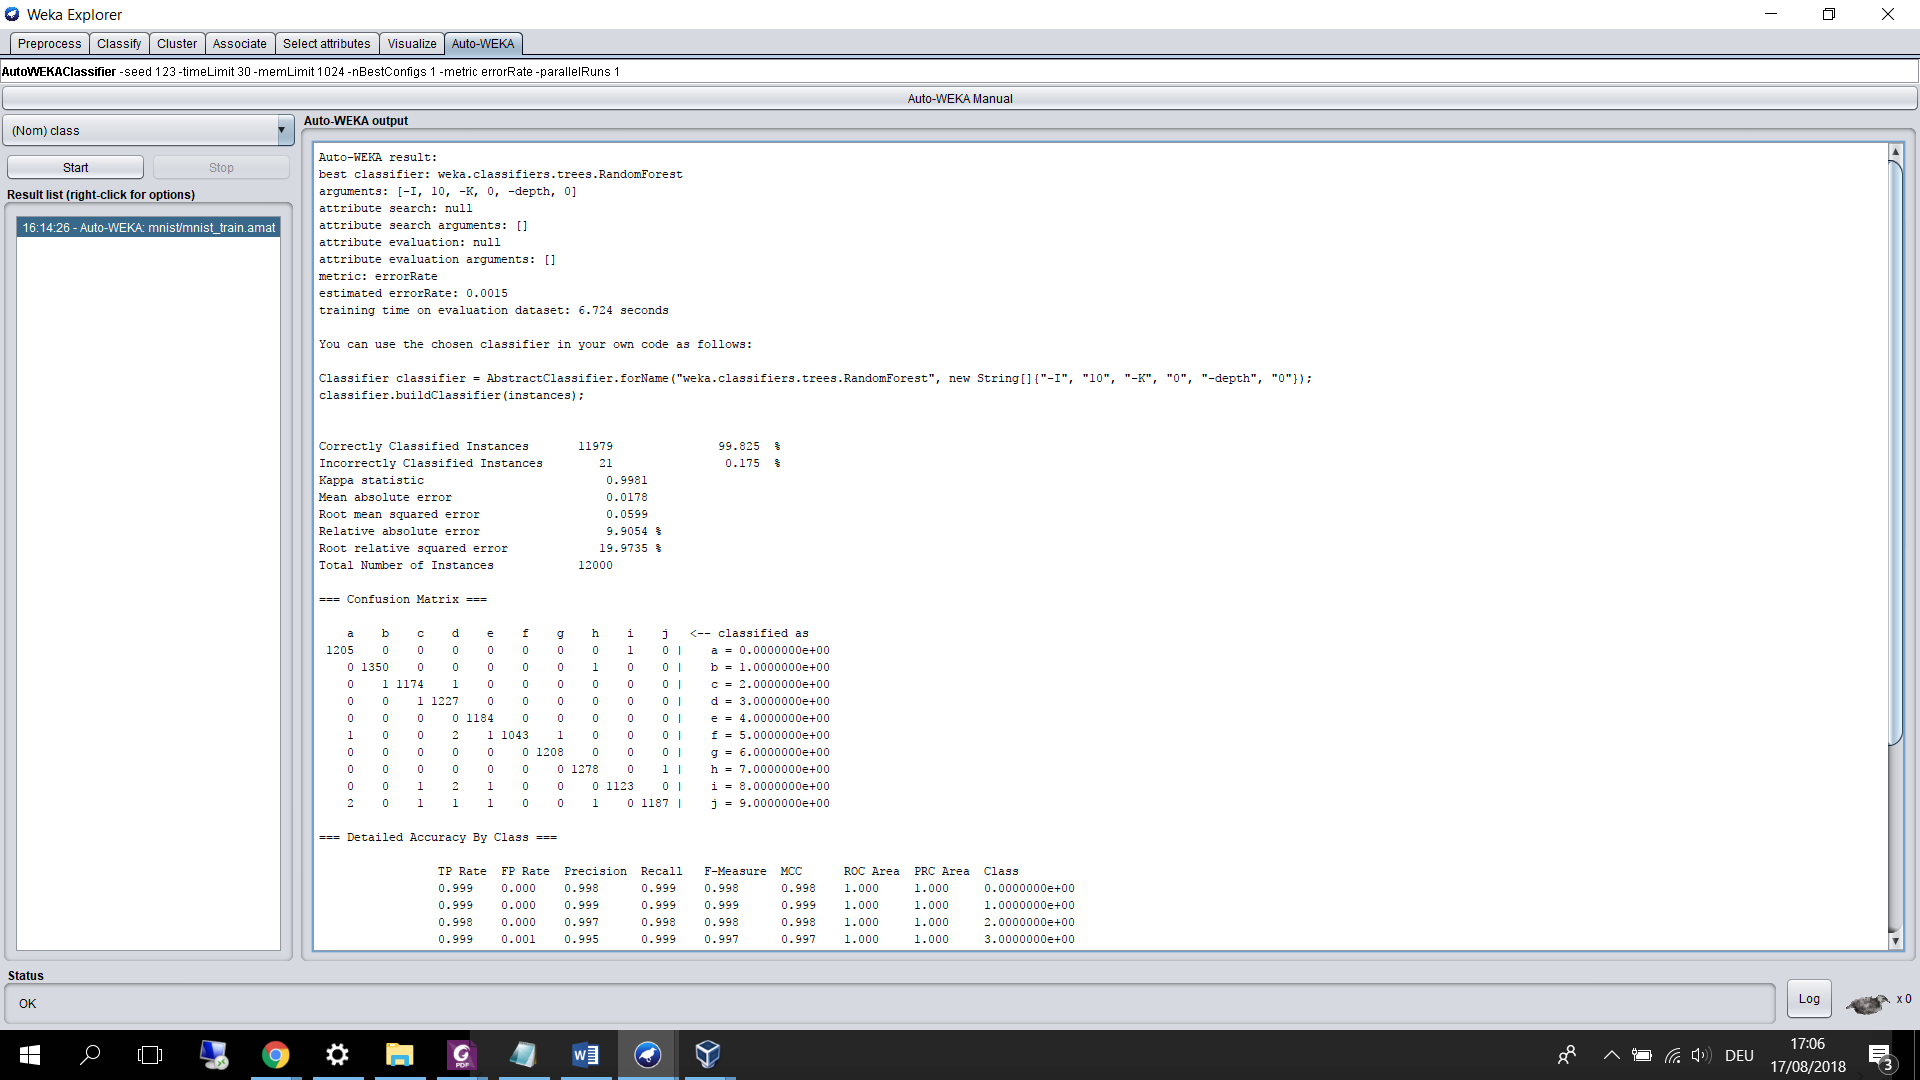 Weka Explorer
Preprocess Classify Cluster Associate Select attributes Visualize Auto-WEKA
AutoWEKAClassifier -seed 123 -timeLimit 30 -memLimit 1024 -nBestConfigs 1 -metric errorRate -parallelRuns 1
Auto-WEKA Manual
(Nom) class
Start Stop
Result list (right-click for options)
16:14:26 - Auto-WEKA: mnist/mnist_train.amat
Auto-WEKA output
Auto-WEKA result:
best classifier: weka.classifiers.trees.RandomForest
arguments: [-I, 10, -K, 0, -depth, 0]
attribute search: null
attribute search arguments: []
attribute evaluation: null
attribute evaluation arguments: []
metric: errorRate
estimated errorRate: 0.0015
training time on evaluation dataset: 6.724 seconds
You can use the chosen classifier in your own code as follows:
Classifier classifier = AbstractClassifier.forName("weka.classifiers.trees.RandomForest", new String[]{"-I", "10", "-K", "0", "-depth", "0"});
classifier.buildClassifier(instances);
Correctly Classified Instances 11979 99.825 %
Incorrectly Classified Instances 21 0.175 %
Kappa statistic 0.9981
Mean absolute error 0.0178
Root mean squared error 0.0599
Relative absolute error 9.9054 %
Root relative squared error 19.9735 %
Total Number of Instances 12000
=== Confusion Matrix ===
a b c d e f g h i j <-- classified as
1205 0 0 0 0 0 0 0 1 0 | a = 0.0000000e+00
0 1350 0 0 0 0 0 1 0 0 | b = 1.0000000e+00
0 1 1174 1 0 0 0 0 0 0 | c = 2.0000000e+00
0 0 1 1227 0 0 0 0 0 0 | d = 3.0000000e+00
0 0 0 0 1184 0 0 0 0 0 | e = 4.0000000e+00
1 0 0 2 1 1043 1 0 0 0 | f = 5.0000000e+00
0 0 0 0 0 0 1208 0 0 0 | g = 6.0000000e+00
0 0 0 0 0 0 0 1278 0 1 | h = 7.0000000e+00
0 0 1 2 1 0 0 0 1123 0 | i = 8.0000000e+00
2 0 1 1 1 0 0 1 0 1187 | j = 9.0000000e+00
=== Detailed Accuracy By Class ===
TP Rate FP Rate Precision Recall F-Measure MCC ROC Area PRC Area Class
0.999 0.000 0.998 0.999 0.998 0.998 1.000 1.000 0.0000000e+00
0.999 0.000 0.999 0.999 0.999 0.999 1.000 1.000 1.0000000e+00
0.998 0.000 0.997 0.998 0.998 0.998 1.000 1.000 2.0000000e+00
0.999 0.001 0.995 0.999 0.997 0.997 1.000 1.000 3.0000000e+00
Status
OK
Log
x 0
DEU
17:06
17/08/2018
3
PDF